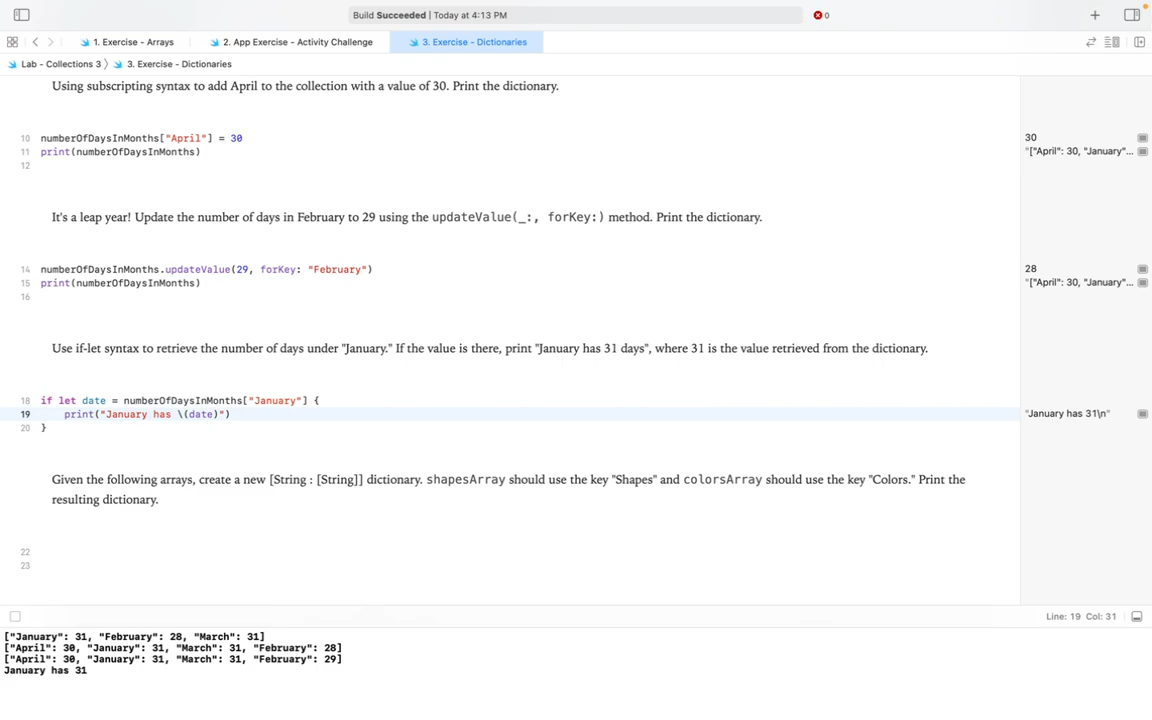 Build Succeeded | Today at 4:13 PM
0
1. Exercise - Arrays
2. App Exercise - Activity Challenge
3. Exercise - Dictionaries
Lab - Collections 3 〉 3. Exercise - Dictionaries
Using subscripting syntax to add April to the collection with a value of 30. Print the dictionary.
10 numberOfDaysInMonths["April"] = 30
30
11 print(numberOfDaysInMonths)
"["April": 30, "January"...
12
It's a leap year! Update the number of days in February to 29 using the updateValue(_:, forKey:) method. Print the dictionary.
14 numberOfDaysInMonths.updateValue(29, forKey: "February")
28
15 print(numberOfDaysInMonths)
"["April": 30, "January"...
16
Use if-let syntax to retrieve the number of days under "January." If the value is there, print "January has 31 days", where 31 is the value retrieved from the dictionary.
18 if let date = numberOfDaysInMonths["January"] {
19 print("January has \(date)")
"January has 31\n"
20 }
Given the following arrays, create a new [String : [String]] dictionary. shapesArray should use the key "Shapes" and colorsArray should use the key "Colors." Print the
resulting dictionary.
22
23
Line: 19 Col: 31
["January": 31, "February": 28, "March": 31]
["April": 30, "January": 31, "March": 31, "February": 28]
["April": 30, "January": 31, "March": 31, "February": 29]
January has 31